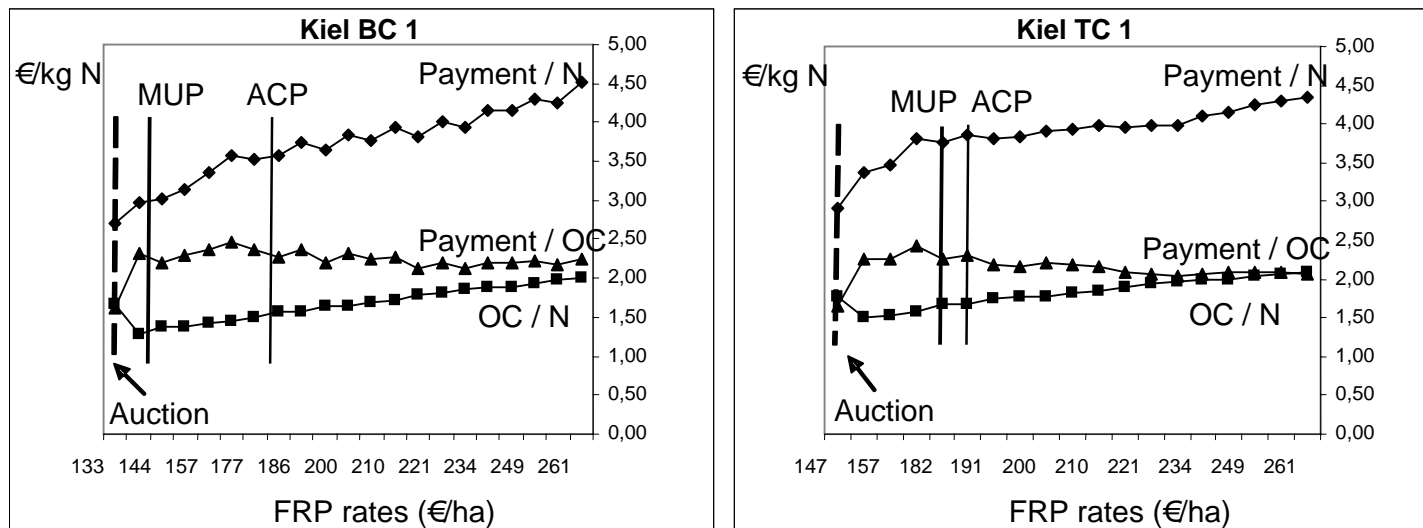 Kiel BC 1
€/kg N
5,00
4,50
4,00
3,50
3,00
2,50
2,00
1,50
1,00
0,50
0,00
Payment / N
MUP
ACP
Payment / OC
OC / N
Auction
133 144 157 177 186 200 210 221 234 249 261
FRP rates (€/ha)
Kiel TC 1
€/kg N
5,00
4,50
4,00
3,50
3,00
2,50
2,00
1,50
1,00
0,50
0,00
Payment / N
MUP
ACP
Payment / OC
OC / N
Auction
147 157 182 191 200 210 221 234 249 261
FRP rates (€/ha)